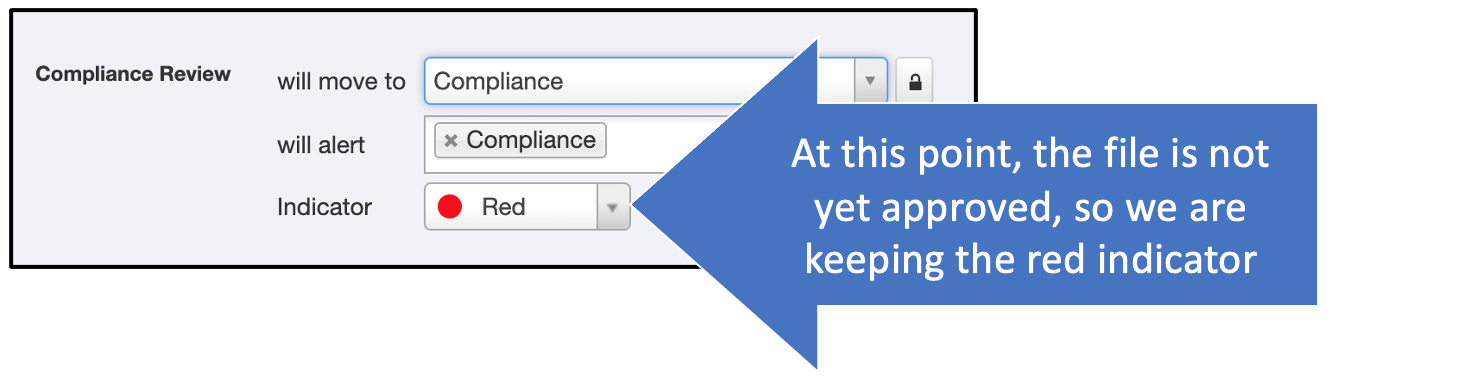 Compliance Review
will move to
Compliance
will alert
Compliance
Indicator
Red
At this point, the file is not
yet approved, so we are
keeping the red indicator